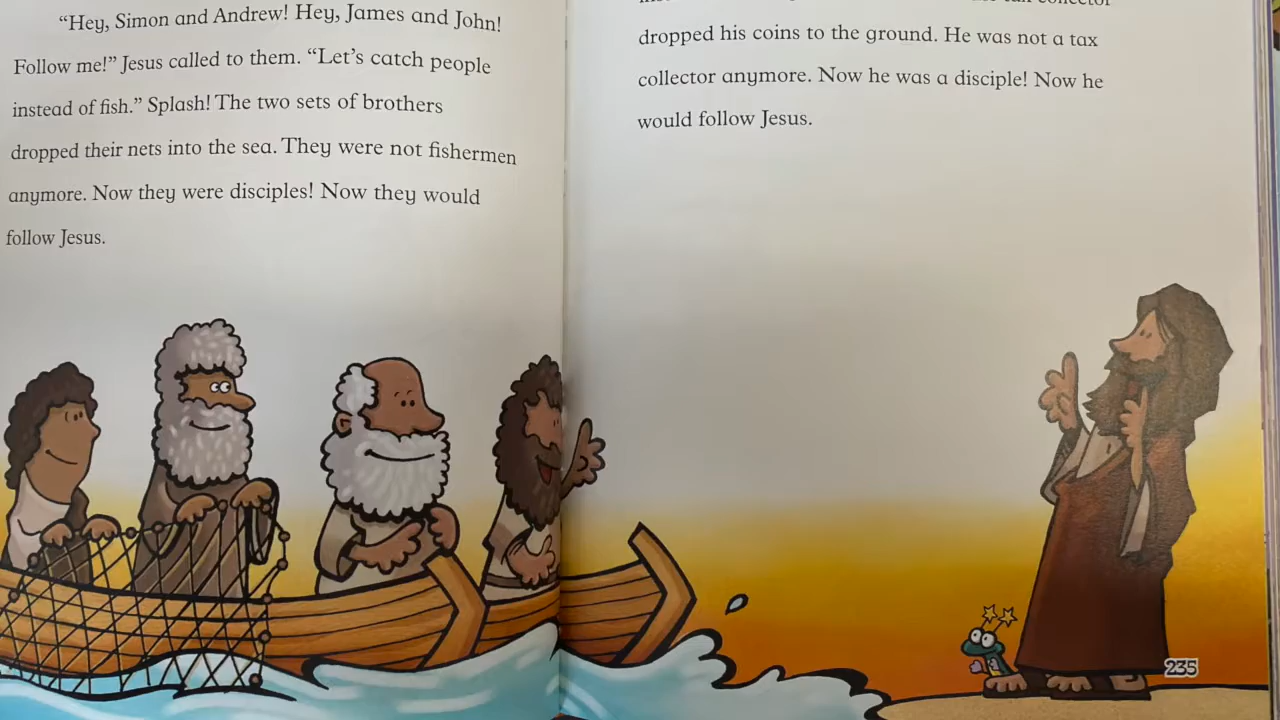 “Hey, Simon and Andrew! Hey, James and John!
Follow me!” Jesus called to them. “Let’s catch people
instead of fish.” Splash! The two sets of brothers
dropped their nets into the sea. They were not fishermen
anymore. Now they were disciples! Now they would
follow Jesus.
collector
dropped his coins to the ground. He was not a tax
collector anymore. Now he was a disciple! Now he
would follow Jesus.
235